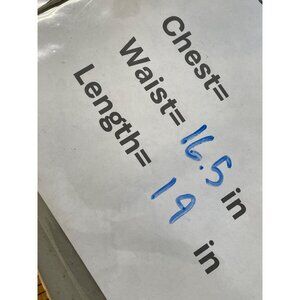 Chest=
Waist= 16.5 in
Length= 19 in